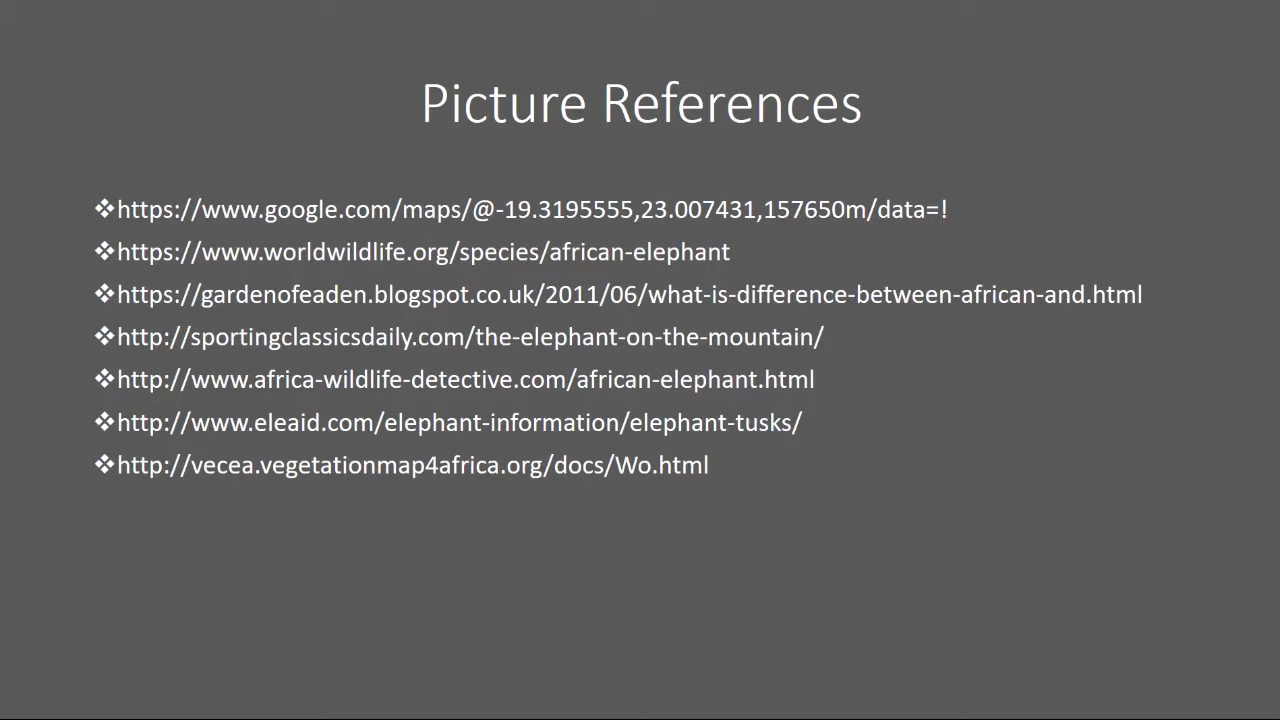 Picture References
❖https://www.google.com/maps/@-19.3195555,23.007431,157650m/data=!
❖https://www.worldwildlife.org/species/african-elephant
❖https://gardenofeaden.blogspot.co.uk/2011/06/what-is-difference-between-african-and.html
❖http://sportingclassicsdaily.com/the-elephant-on-the-mountain/
❖http://www.africa-wildlife-detective.com/african-elephant.html
❖http://www.eleaid.com/elephant-information/elephant-tusks/
❖http://vecea.vegetationmap4africa.org/docs/Wo.html